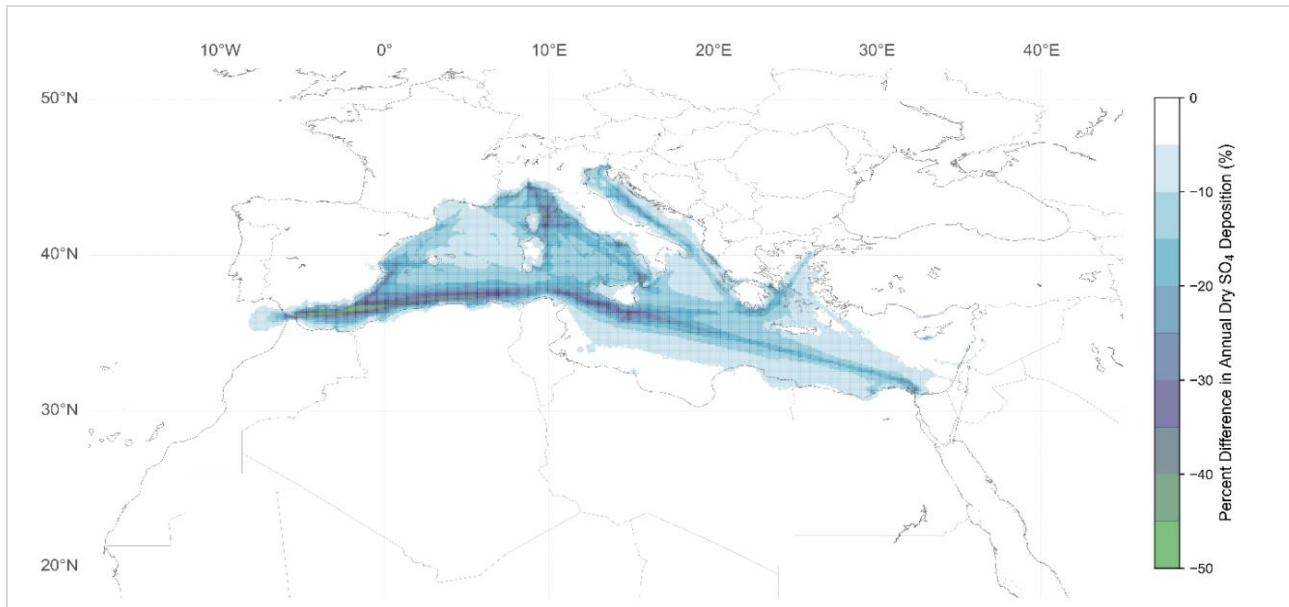 10°W 0° 10°E 20°E 30°E 40°E
50°N
40°N
30°N
20°N
0
−10
−20
−30
−40
−50
Percent Difference in Annual Dry SO₄ Deposition (%)